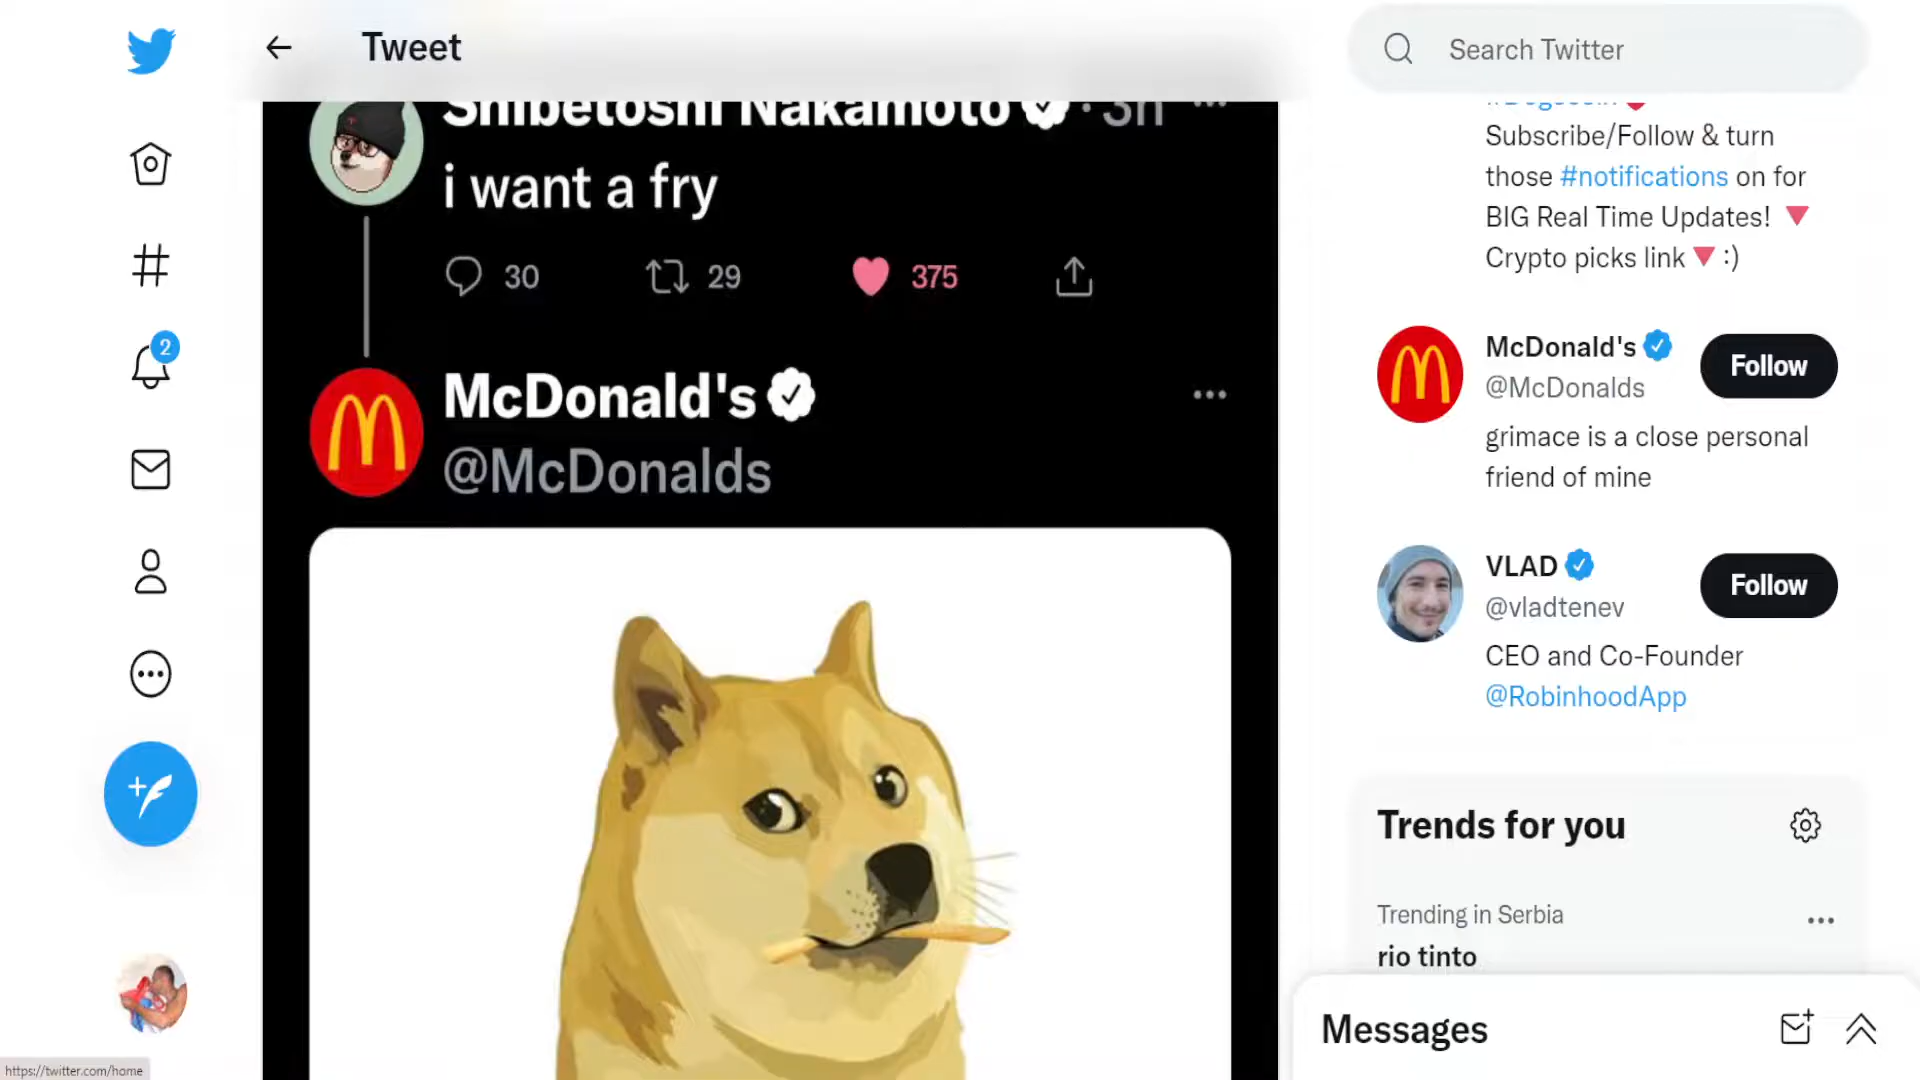 Tweet
Search Twitter
Shibetoshi Nakamoto · 3h
i want a fry
30 29 375
McDonald's
@McDonalds
Subscribe/Follow & turn
those #notifications on for
BIG Real Time Updates!
Crypto picks link :)
McDonald's
@McDonalds
Follow
grimace is a close personal
friend of mine
VLAD
@vladtenev
Follow
CEO and Co-Founder
@RobinhoodApp
Trends for you
Trending in Serbia
rio tinto
Messages
2
https://twitter.com/home